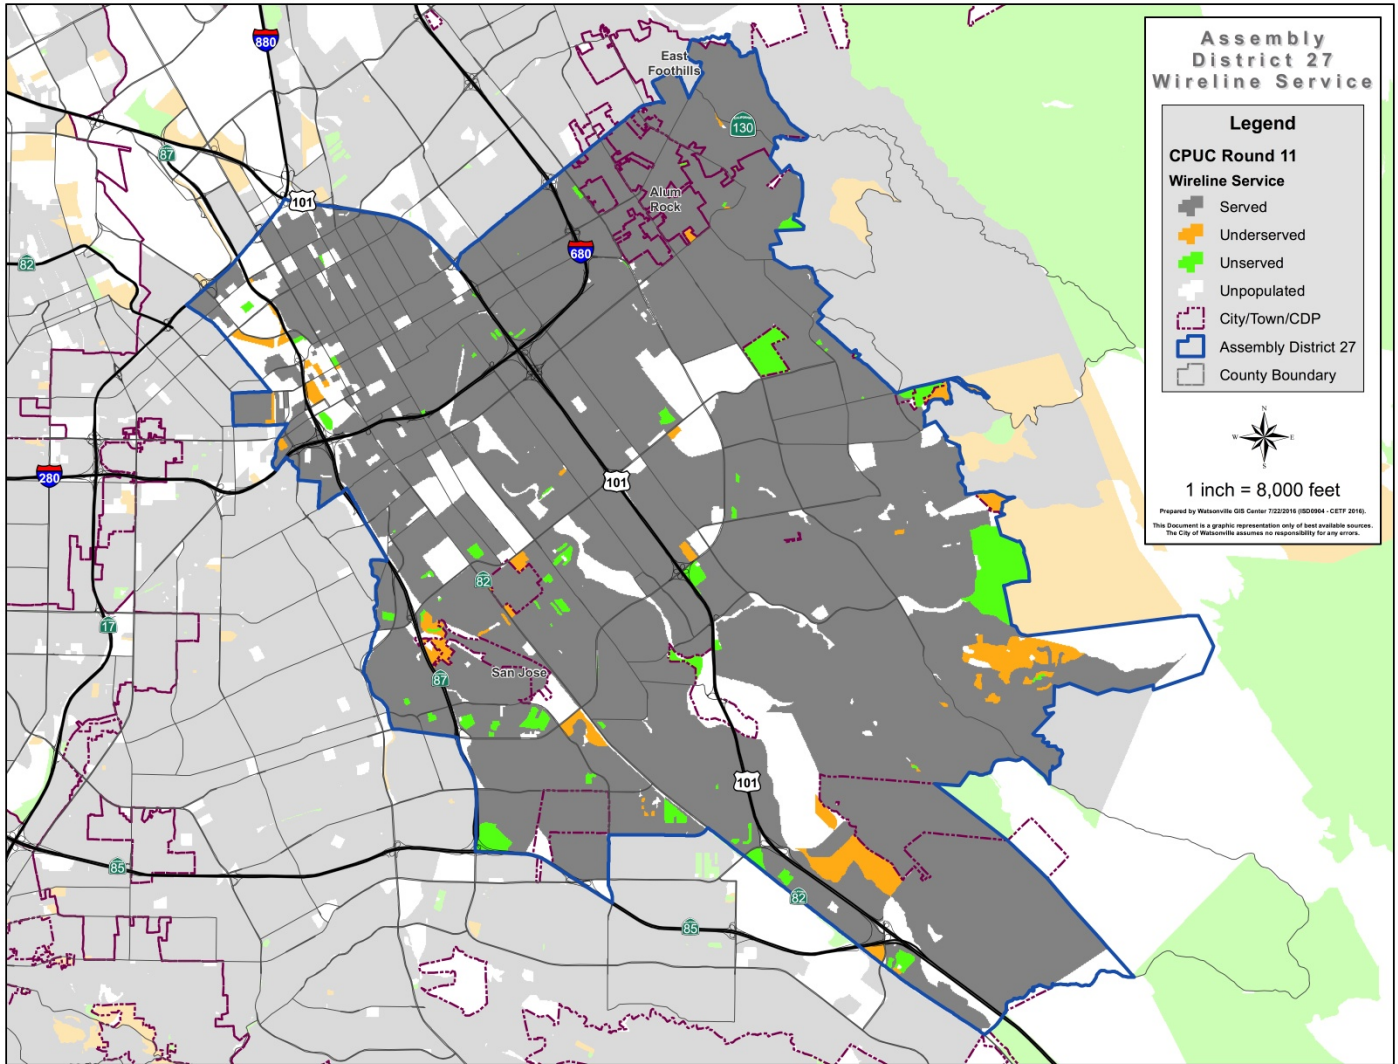 Assembly
District 27
Wireline Service
Legend
CPUC Round 11
Wireline Service
Served
Underserved
Unserved
Unpopulated
City/Town/CDP
Assembly District 27
County Boundary
N
W E
S
1 inch = 8,000 feet
Prepared by Watsonville GIS Center 7/22/2016 (ISD0904 - CETF 2016).
This Document is a graphic representation only of best available sources.
The City of Watsonville assumes no responsibility for any errors.
880
East
Foothills
130
87
101
Alum
Rock
680
82
280
101
82
17
San Jose
87
101
85
82
85